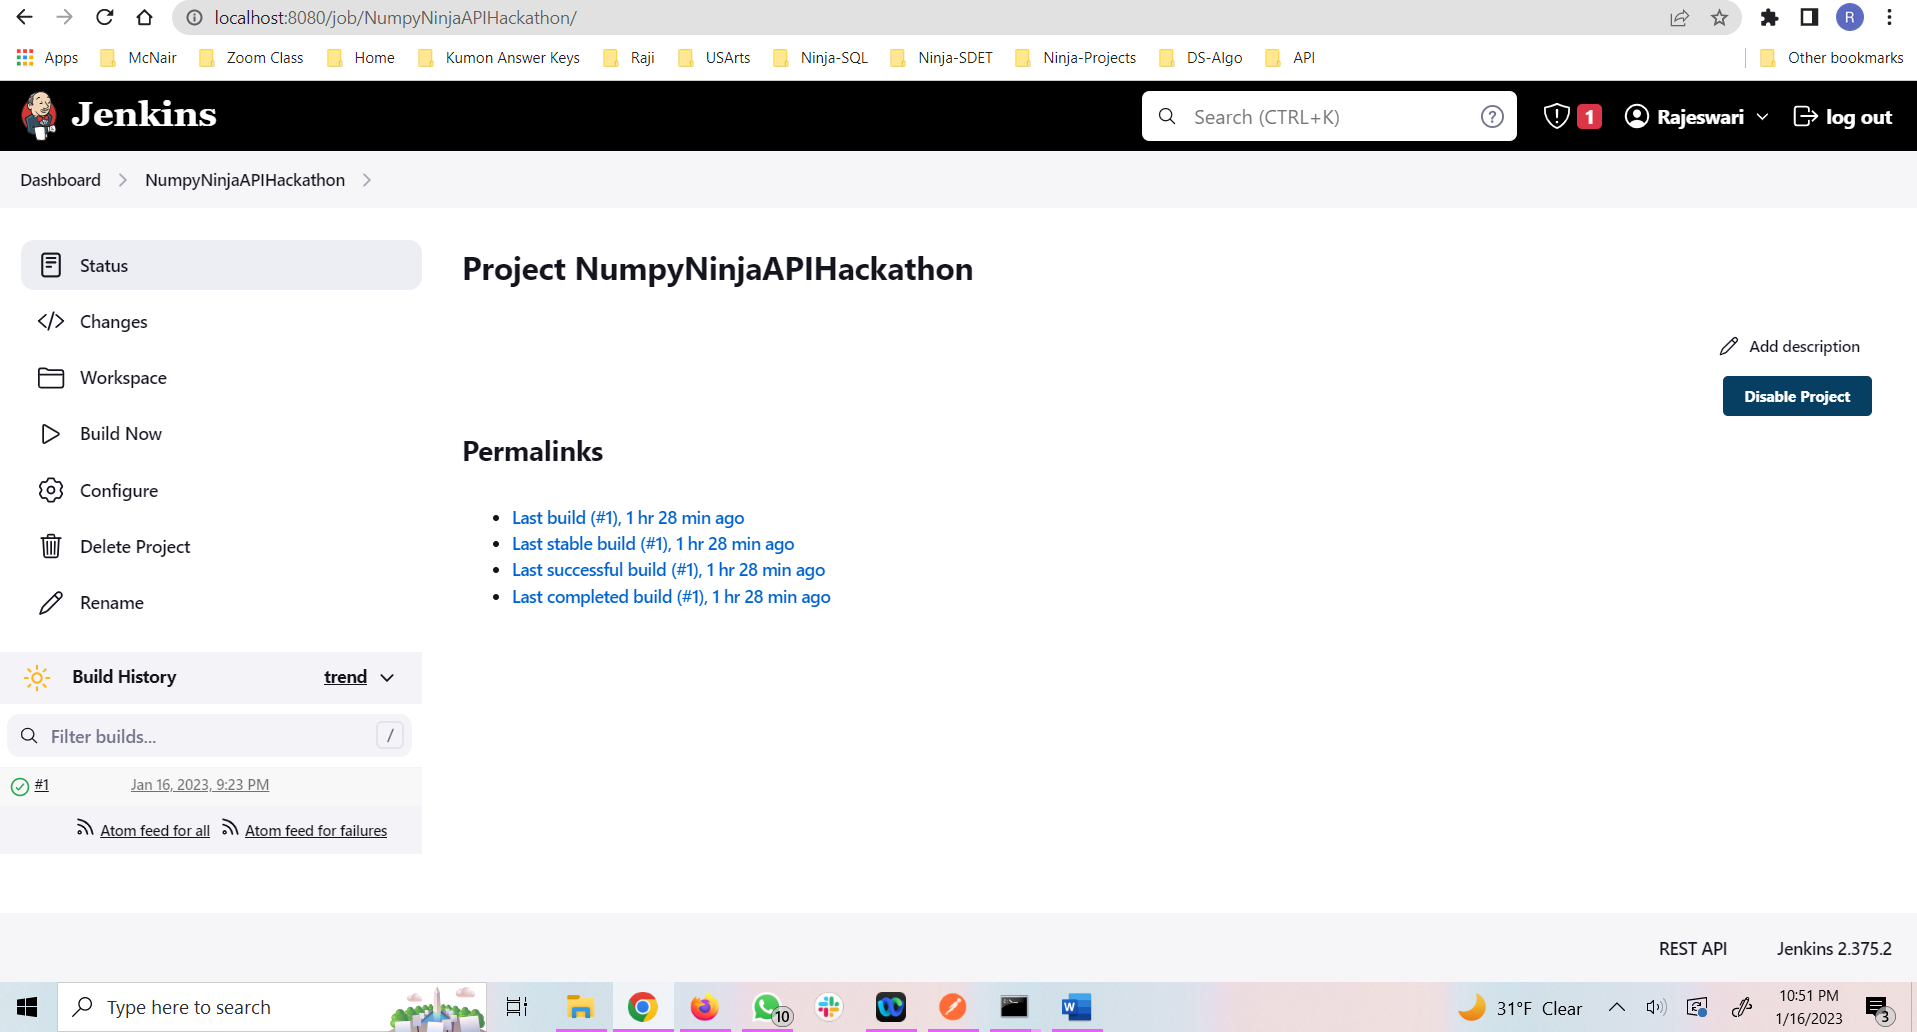 localhost:8080/job/NumpyNinjaAPIHackathon/
R
Apps McNair Zoom Class Home Kumon Answer Keys Raji USArts Ninja-SQL Ninja-SDET Ninja-Projects DS-Algo API Other bookmarks
Jenkins Search (CTRL+K) ? 1 Rajeswari log out
Dashboard NumpyNinjaAPIHackathon
Status
Changes
Workspace
Build Now
Configure
Delete Project
Rename
Project NumpyNinjaAPIHackathon
Add description
Disable Project
Permalinks
Last build (#1), 1 hr 28 min ago
Last stable build (#1), 1 hr 28 min ago
Last successful build (#1), 1 hr 28 min ago
Last completed build (#1), 1 hr 28 min ago
Build History trend
Filter builds... /
#1 Jan 16, 2023, 9:23 PM
Atom feed for all Atom feed for failures
REST API Jenkins 2.375.2
Type here to search
10
W
31°F Clear
10:51 PM
1/16/2023
3